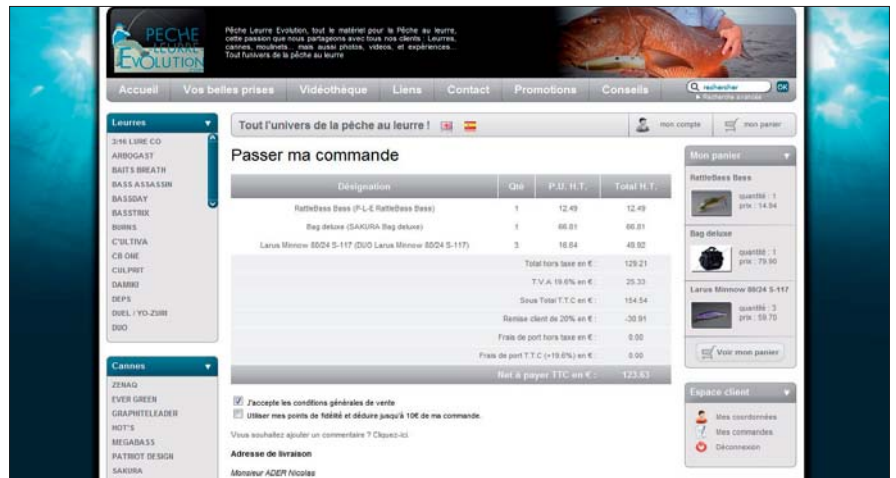 PECHE
LEURRE
EVOLUTION
Pêche Leurre Evolution, tout le matériel pour la Pêche au leurre,
cette passion que nous partageons avec tous nos clients : Leurres,
cannes, moulinets... mais aussi photos, videos, et expériences...
Tout l'univers de la pêche au leurre
Accueil Vos belles prises Vidéothèque Liens Contact Promotions Conseils
rechercher OK
Recherche avancée
Leurres
3:16 LURE CO
ARBOGAST
BAITS BREATH
BASS ASSASSIN
BASSDAY
BASSTRIX
BURNS
C'ULTIVA
CB ONE
CULPRIT
DAMIKI
DEPS
DUEL / YO-ZURI
DUO
Cannes
ZENAQ
EVER GREEN
GRAPHITELEADER
HOT'S
MEGABASS
PATRIOT DESIGN
SAKURA
Tout l'univers de la pêche au leurre !
mon compte mon panier
Passer ma commande
Désignation Qté P.U. H.T. Total H.T.
RattleBass Bass (P-L-E RattleBass Bass) 1 12.49 12.49
Bag deluxe (SAKURA Bag deluxe) 1 66.81 66.81
Larus Minnow 80/24 S-117 (DUO Larus Minnow 80/24 S-117) 3 16.64 49.92
Total hors taxe en € : 129.21
T.V.A 19.6% en € : 25.33
Sous Total T.T.C en € : 154.54
Remise client de 20% en € : -30.91
Frais de port hors taxe en € : 0.00
Frais de port T.T.C (+19.6%) en € : 0.00
Net à payer TTC en € : 123.63
J'accepte les conditions générales de vente
Utiliser mes points de fidélité et déduire jusqu'à 10€ de ma commande.
Vous souhaitez ajouter un commentaire ? Cliquez-ici.
Adresse de livraison
Monsieur ADER Nicolas
Mon panier
RattleBass Bass
quantité : 1
prix : 14.94
Bag deluxe
quantité : 1
prix : 79.90
Larus Minnow 80/24 S-117
quantité : 3
prix : 59.70
Voir mon panier
Espace client
Mes coordonnées
Mes commandes
Déconnexion